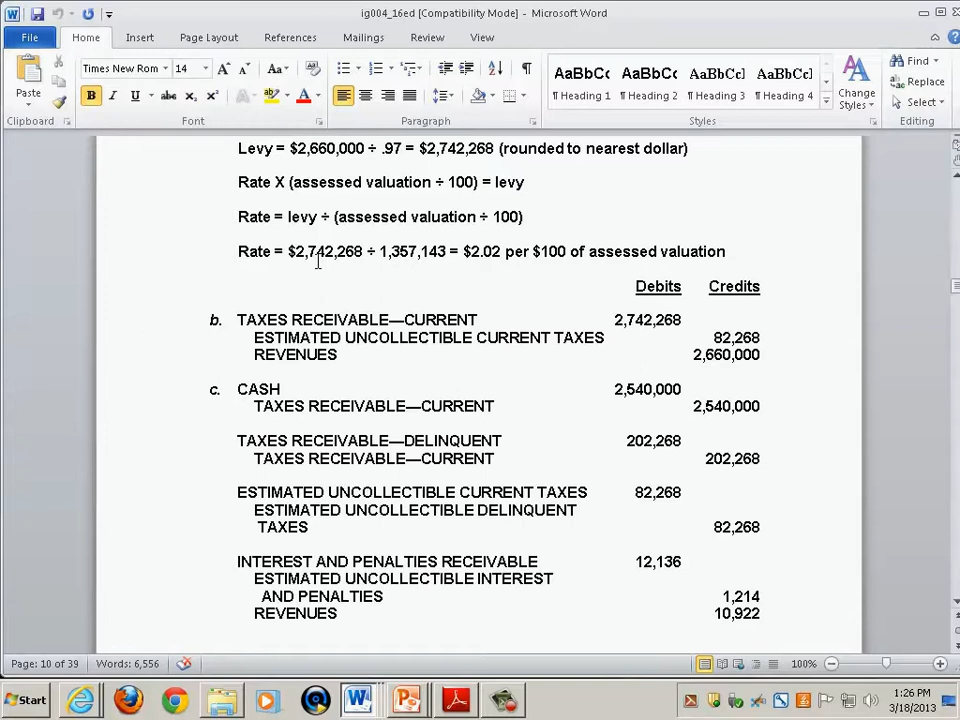 ig004_16ed [Compatibility Mode] - Microsoft Word
File Home Insert Page Layout References Mailings Review View
Times New Rom 14 Aa
AaBbCc AaBbCc AaBbCcI AaBbCcI
Find
Replace
Select
Paste
B I U abc X₂ X² A A
¶ Heading 1 ¶ Heading 2 ¶ Heading 3 ¶ Heading 4
Change
Styles
Clipboard Font Paragraph Styles Editing
Levy = $2,660,000 ÷ .97 = $2,742,268 (rounded to nearest dollar)
Rate X (assessed valuation ÷ 100) = levy
Rate = levy ÷ (assessed valuation ÷ 100)
Rate = $2,742,268 ÷ 1,357,143 = $2.02 per $100 of assessed valuation
Debits Credits
b. TAXES RECEIVABLE—CURRENT 2,742,268
ESTIMATED UNCOLLECTIBLE CURRENT TAXES 82,268
REVENUES 2,660,000
c. CASH 2,540,000
TAXES RECEIVABLE—CURRENT 2,540,000
TAXES RECEIVABLE—DELINQUENT 202,268
TAXES RECEIVABLE—CURRENT 202,268
ESTIMATED UNCOLLECTIBLE CURRENT TAXES 82,268
ESTIMATED UNCOLLECTIBLE DELINQUENT
TAXES 82,268
INTEREST AND PENALTIES RECEIVABLE 12,136
ESTIMATED UNCOLLECTIBLE INTEREST
AND PENALTIES 1,214
REVENUES 10,922
Page: 10 of 39 Words: 6,556 100%
Start
1:26 PM
3/18/2013